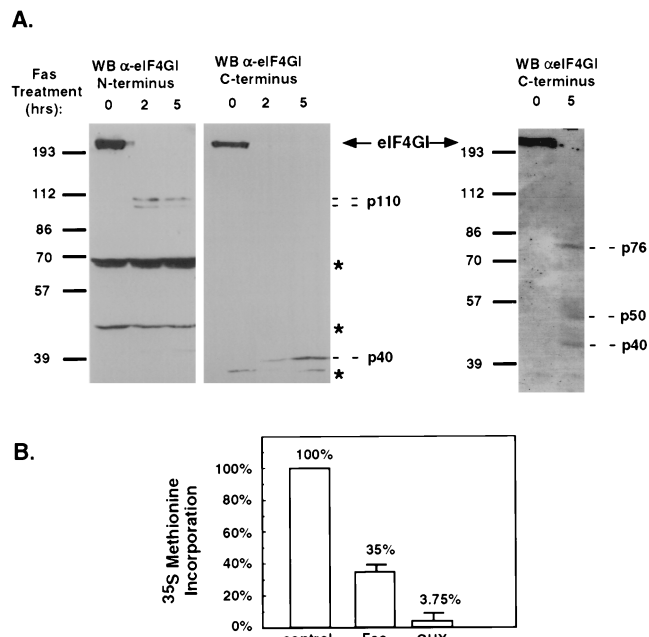 A.
Fas
Treatment
(hrs):
WB α-eIF4GI
N-terminus
0 2 5
WB α-eIF4GI
C-terminus
0 2 5
WB αeIF4GI
C-terminus
0 5
193
112
86
70
57
39
eIF4GI
p110
*
*
p40
*
193
112
86
70
57
39
p76
p50
p40
B.
35S Methionine
Incorporation
100%
80%
60%
40%
20%
0%
100%
35%
3.75%
control Fas CHX